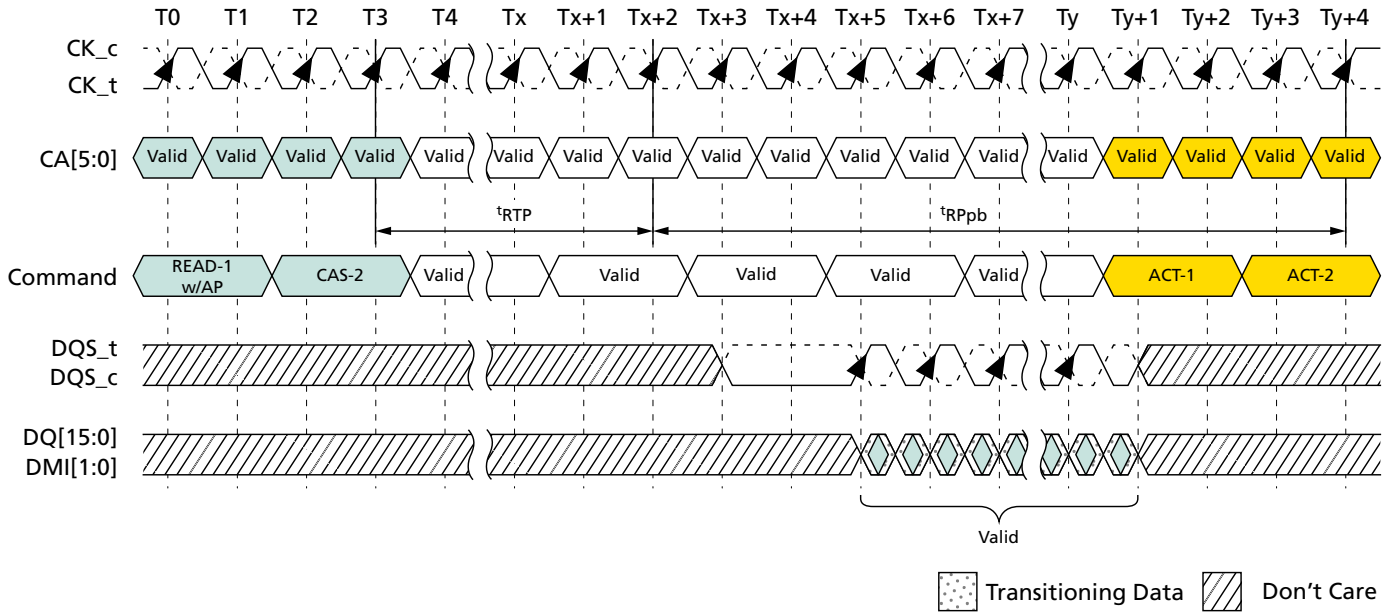 T0 T1 T2 T3 T4 Tx Tx+1 Tx+2 Tx+3 Tx+4 Tx+5 Tx+6 Tx+7 Ty Ty+1 Ty+2 Ty+3 Ty+4
CK_c
CK_t
CA[5:0] Valid Valid Valid Valid Valid Valid Valid Valid Valid Valid Valid Valid Valid Valid Valid Valid Valid Valid
tRTP tRPpb
Command READ-1 w/AP CAS-2 Valid Valid Valid Valid Valid ACT-1 ACT-2
DQS_t
DQS_c
DQ[15:0]
DMI[1:0]
Valid
Transitioning Data Don't Care